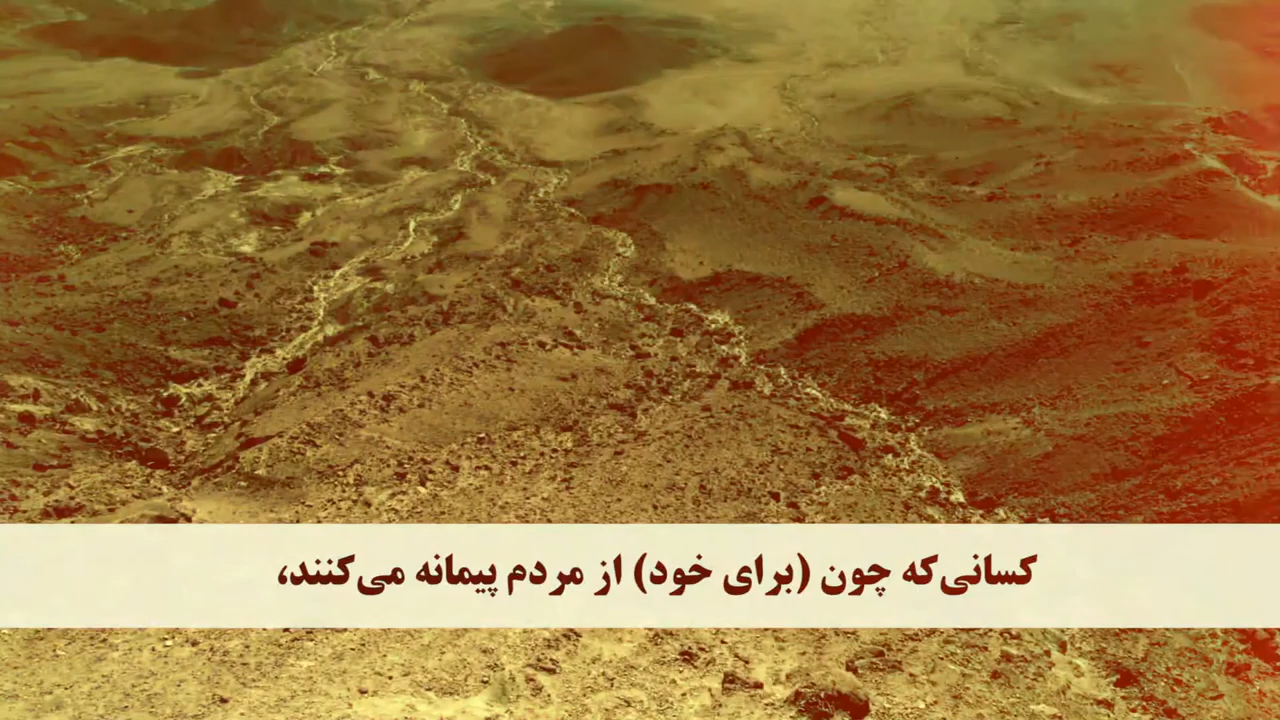 کسانی‌که چون (برای خود) از مردم پیمانه می‌کنند،